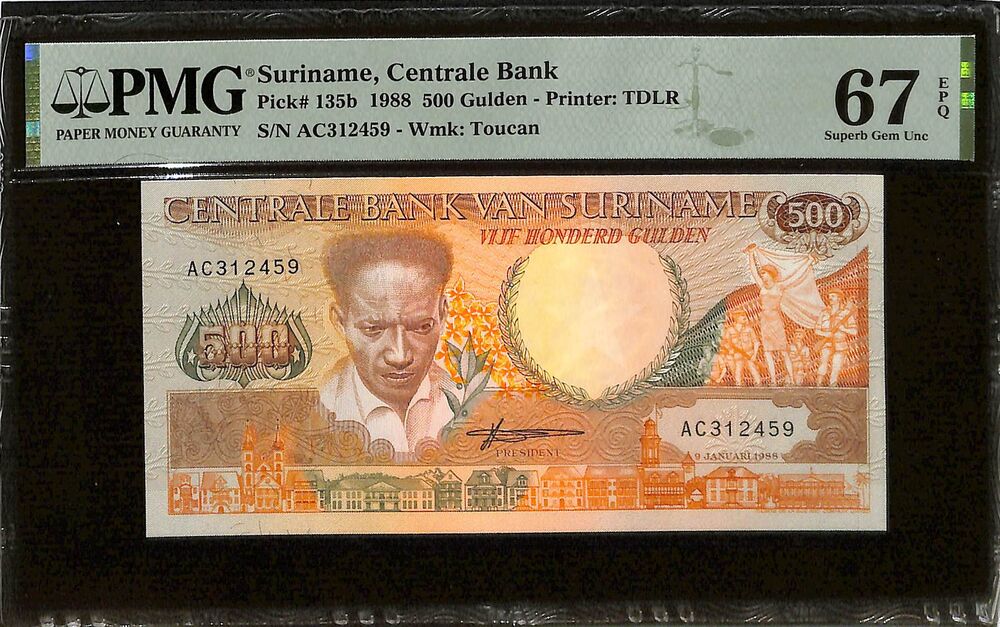 PMG®
PAPER MONEY GUARANTY
Suriname, Centrale Bank
Pick# 135b 1988 500 Gulden - Printer: TDLR
S/N AC312459 - Wmk: Toucan
67
EPQ
Superb Gem Unc
CENTRALE BANK VAN SURINAME
500
VIJF HONDERD GULDEN
AC312459
500
PRESIDENT
AC312459
9 JANUARI 1988